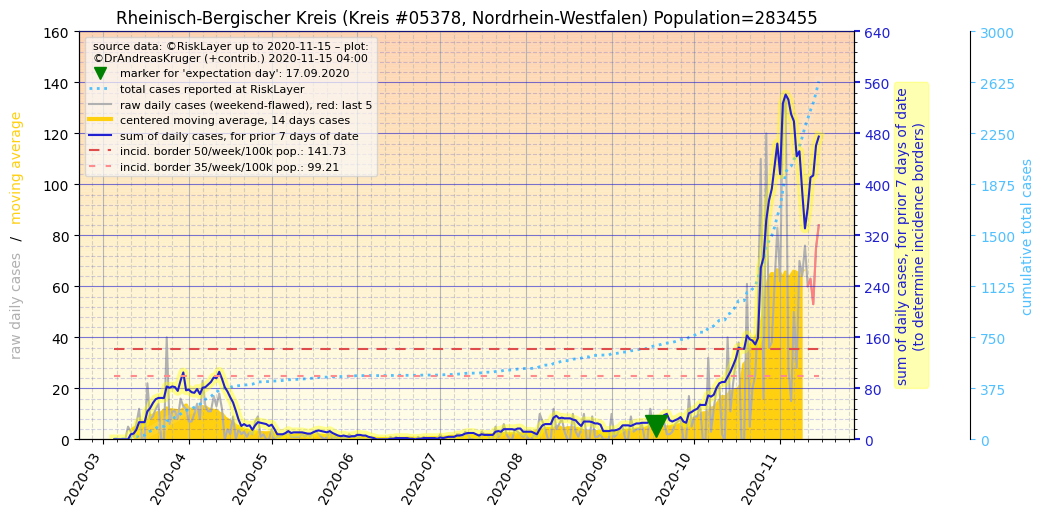 Rheinisch-Bergischer Kreis (Kreis #05378, Nordrhein-Westfalen) Population=283455
source data: ©RiskLayer up to 2020-11-15 – plot:
©DrAndreasKruger (+contrib.) 2020-11-15 04:00
marker for 'expectation day': 17.09.2020
total cases reported at RiskLayer
raw daily cases (weekend-flawed), red: last 5
centered moving average, 14 days cases
sum of daily cases, for prior 7 days of date
incid. border 50/week/100k pop.: 141.73
incid. border 35/week/100k pop.: 99.21
raw daily cases / moving average
160
140
120
100
80
60
40
20
0
640
560
480
400
320
240
160
80
0
sum of daily cases, for prior 7 days of date
(to determine incidence borders)
3000
2625
2250
1875
1500
1125
750
375
0
cumulative total cases
2020-03
2020-04
2020-05
2020-06
2020-07
2020-08
2020-09
2020-10
2020-11